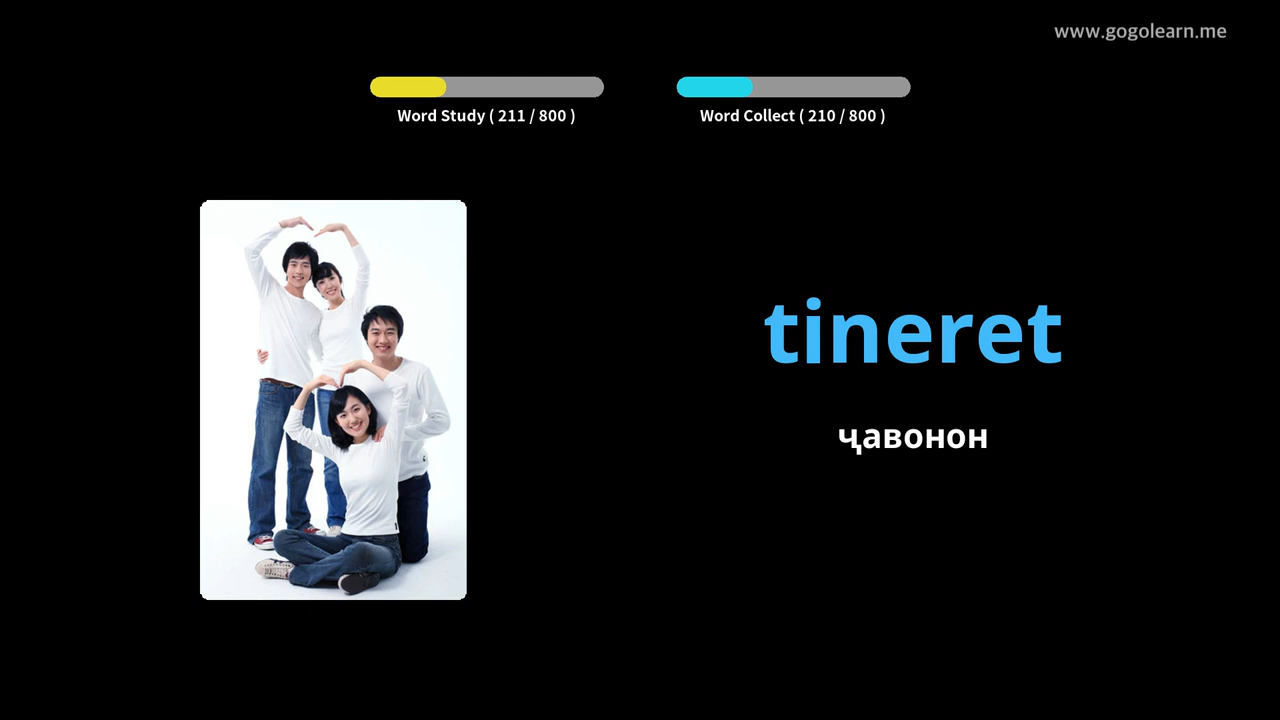 www.gogolearn.me
Word Study ( 211 / 800 )
Word Collect ( 210 / 800 )
tineret
ҷавонон